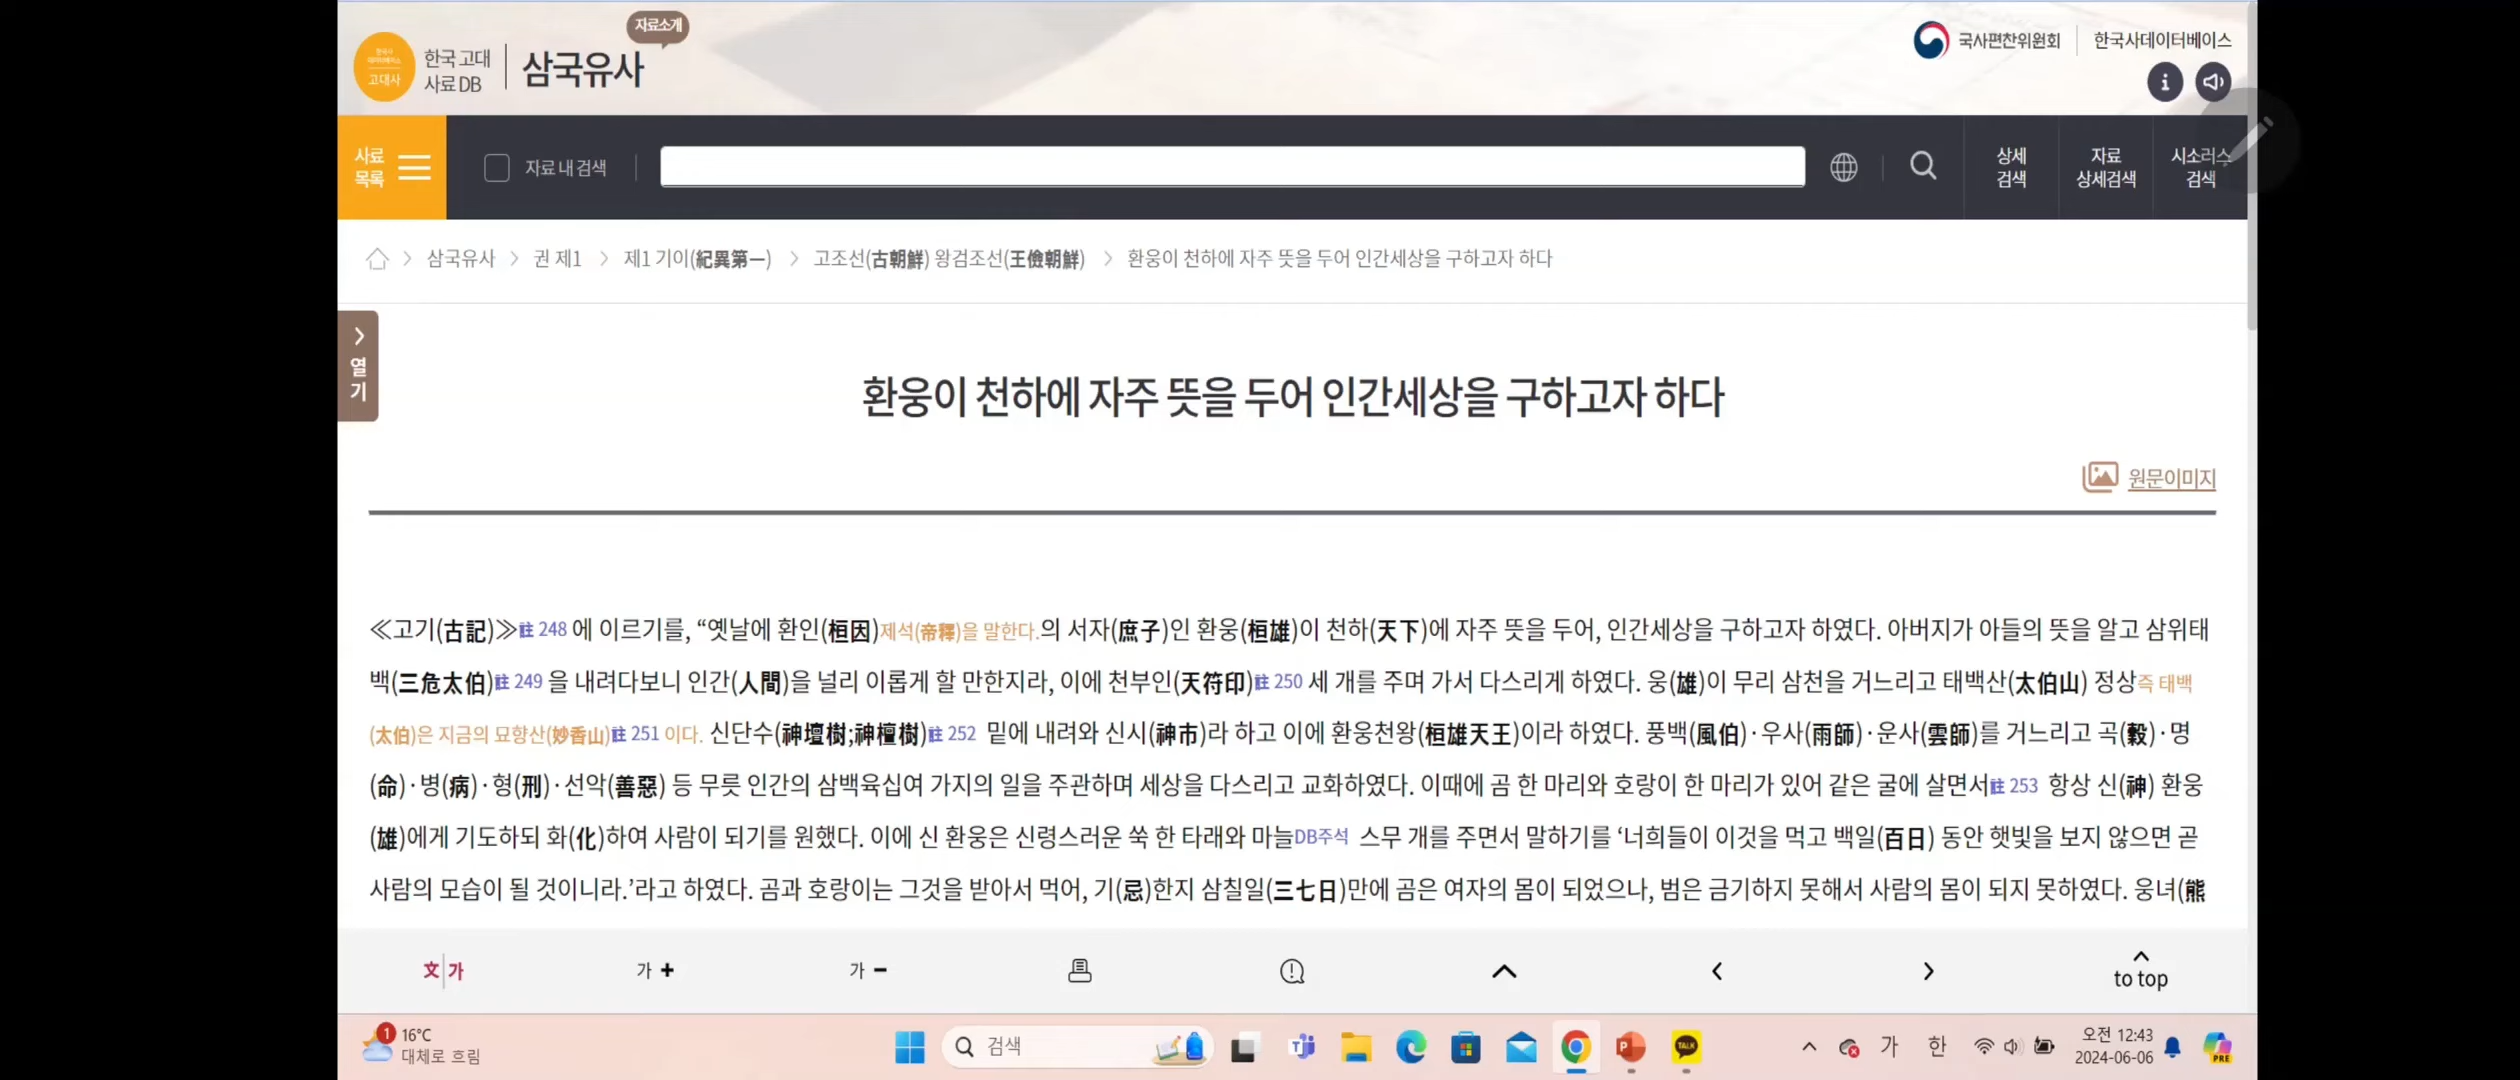 자료소개
한국 고대
사료 DB
고대사
삼국유사
국사편찬위원회
한국사데이터베이스
사료
목록
자료 내 검색
상세
검색
자료
상세검색
시소러스
검색
삼국유사 > 권 제1 > 제1 기이(紀異第一) > 고조선(古朝鮮) 왕검조선(王儉朝鮮) > 환웅이 천하에 자주 뜻을 두어 인간세상을 구하고자 하다
열기
환웅이 천하에 자주 뜻을 두어 인간세상을 구하고자 하다
원문이미지
≪고기(古記)≫註 248 에 이르기를, “옛날에 환인(桓因)제석(帝釋)을 말한다.의 서자(庶子)인 환웅(桓雄)이 천하(天下)에 자주 뜻을 두어, 인간세상을 구하고자 하였다. 아버지가 아들의 뜻을 알고 삼위태
백(三危太伯)註 249 을 내려다보니 인간(人間)을 널리 이롭게 할 만한지라, 이에 천부인(天符印)註 250 세 개를 주며 가서 다스리게 하였다. 웅(雄)이 무리 삼천을 거느리고 태백산(太伯山) 정상즉 태백
(太伯)은 지금의 묘향산(妙香山)註 251 이다. 신단수(神壇樹;神檀樹)註 252 밑에 내려와 신시(神市)라 하고 이에 환웅천왕(桓雄天王)이라 하였다. 풍백(風伯)·우사(雨師)·운사(雲師)를 거느리고 곡(穀)·명
(命)·병(病)·형(刑)·선악(善惡) 등 무릇 인간의 삼백육십여 가지의 일을 주관하며 세상을 다스리고 교화하였다. 이때에 곰 한 마리와 호랑이 한 마리가 있어 같은 굴에 살면서註 253 항상 신(神) 환웅
(雄)에게 기도하되 화(化)하여 사람이 되기를 원했다. 이에 신 환웅은 신령스러운 쑥 한 타래와 마늘DB주석 스무 개를 주면서 말하기를 ‘너희들이 이것을 먹고 백일(百日) 동안 햇빛을 보지 않으면 곧
사람의 모습이 될 것이니라.’라고 하였다. 곰과 호랑이는 그것을 받아서 먹어, 기(忌)한지 삼칠일(三七日)만에 곰은 여자의 몸이 되었으나, 범은 금기하지 못해서 사람의 몸이 되지 못하였다. 웅녀(熊
文 가
가 +
가 -
to top
1
16°C
대체로 흐림
검색
TALK
가
한
오전 12:43
2024-06-06
PRE